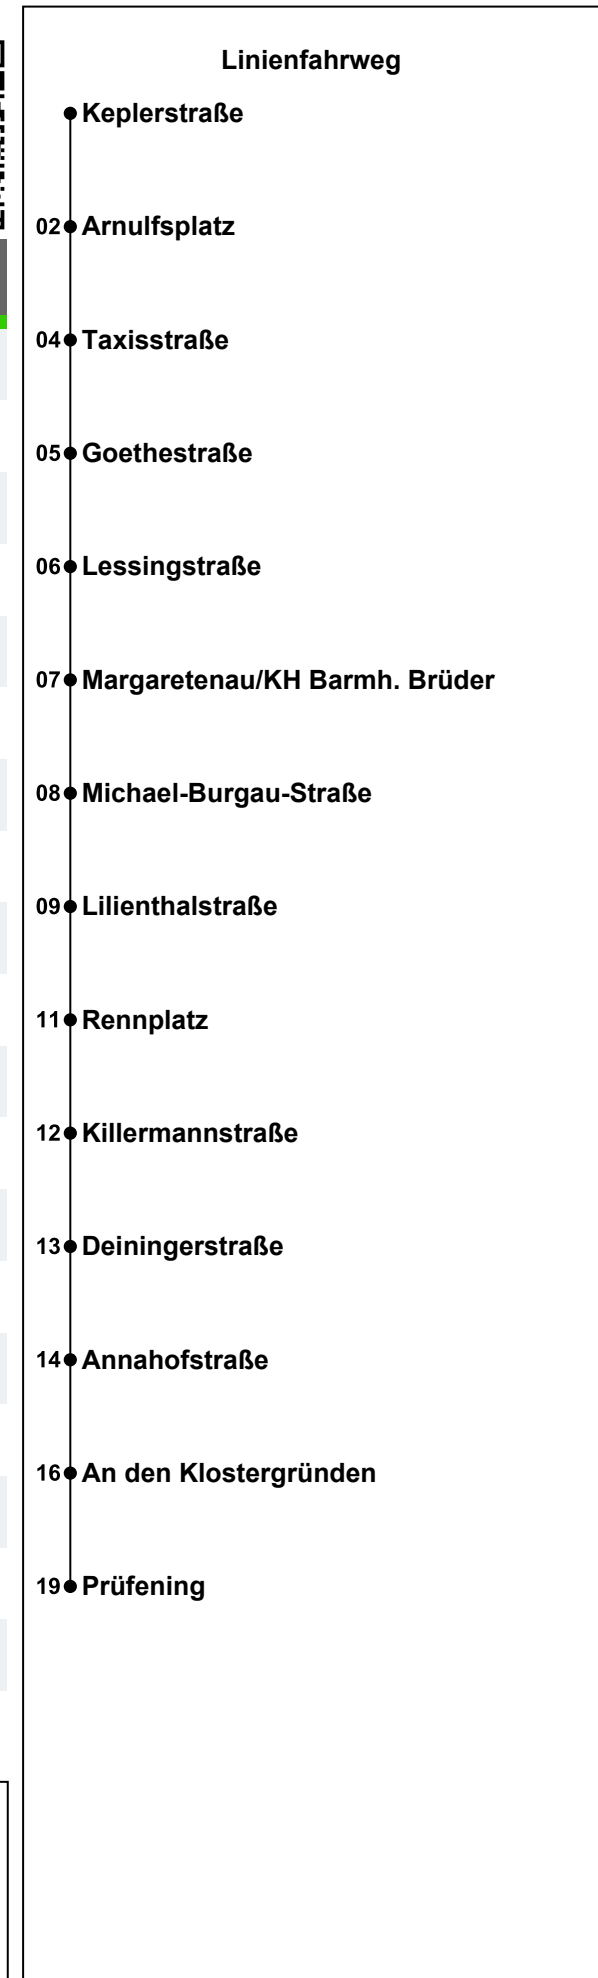 Linienfahrweg
Keplerstraße
02 Arnulfsplatz
04 Taxisstraße
05 Goethestraße
06 Lessingstraße
07 Margaretenau/KH Barmh. Brüder
08 Michael-Burgau-Straße
09 Lilienthalstraße
11 Rennplatz
12 Killermannstraße
13 Deiningerstraße
14 Annahofstraße
16 An den Klostergründen
19 Prüfening